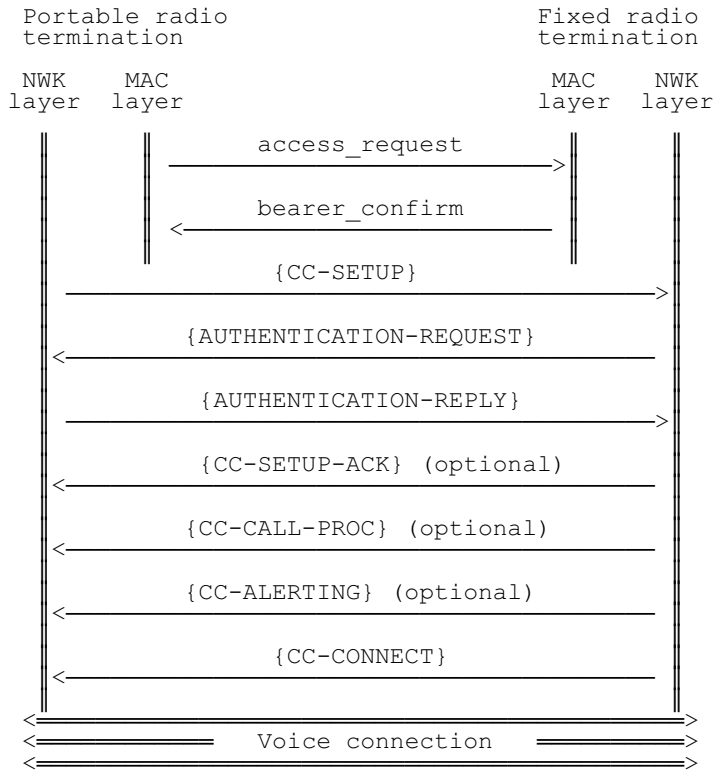 Portable radio termination
Fixed radio termination
NWK layer
MAC layer
MAC layer
NWK layer
access_request
bearer_confirm
{CC-SETUP}
{AUTHENTICATION-REQUEST}
{AUTHENTICATION-REPLY}
{CC-SETUP-ACK} (optional)
{CC-CALL-PROC} (optional)
{CC-ALERTING} (optional)
{CC-CONNECT}
Voice connection